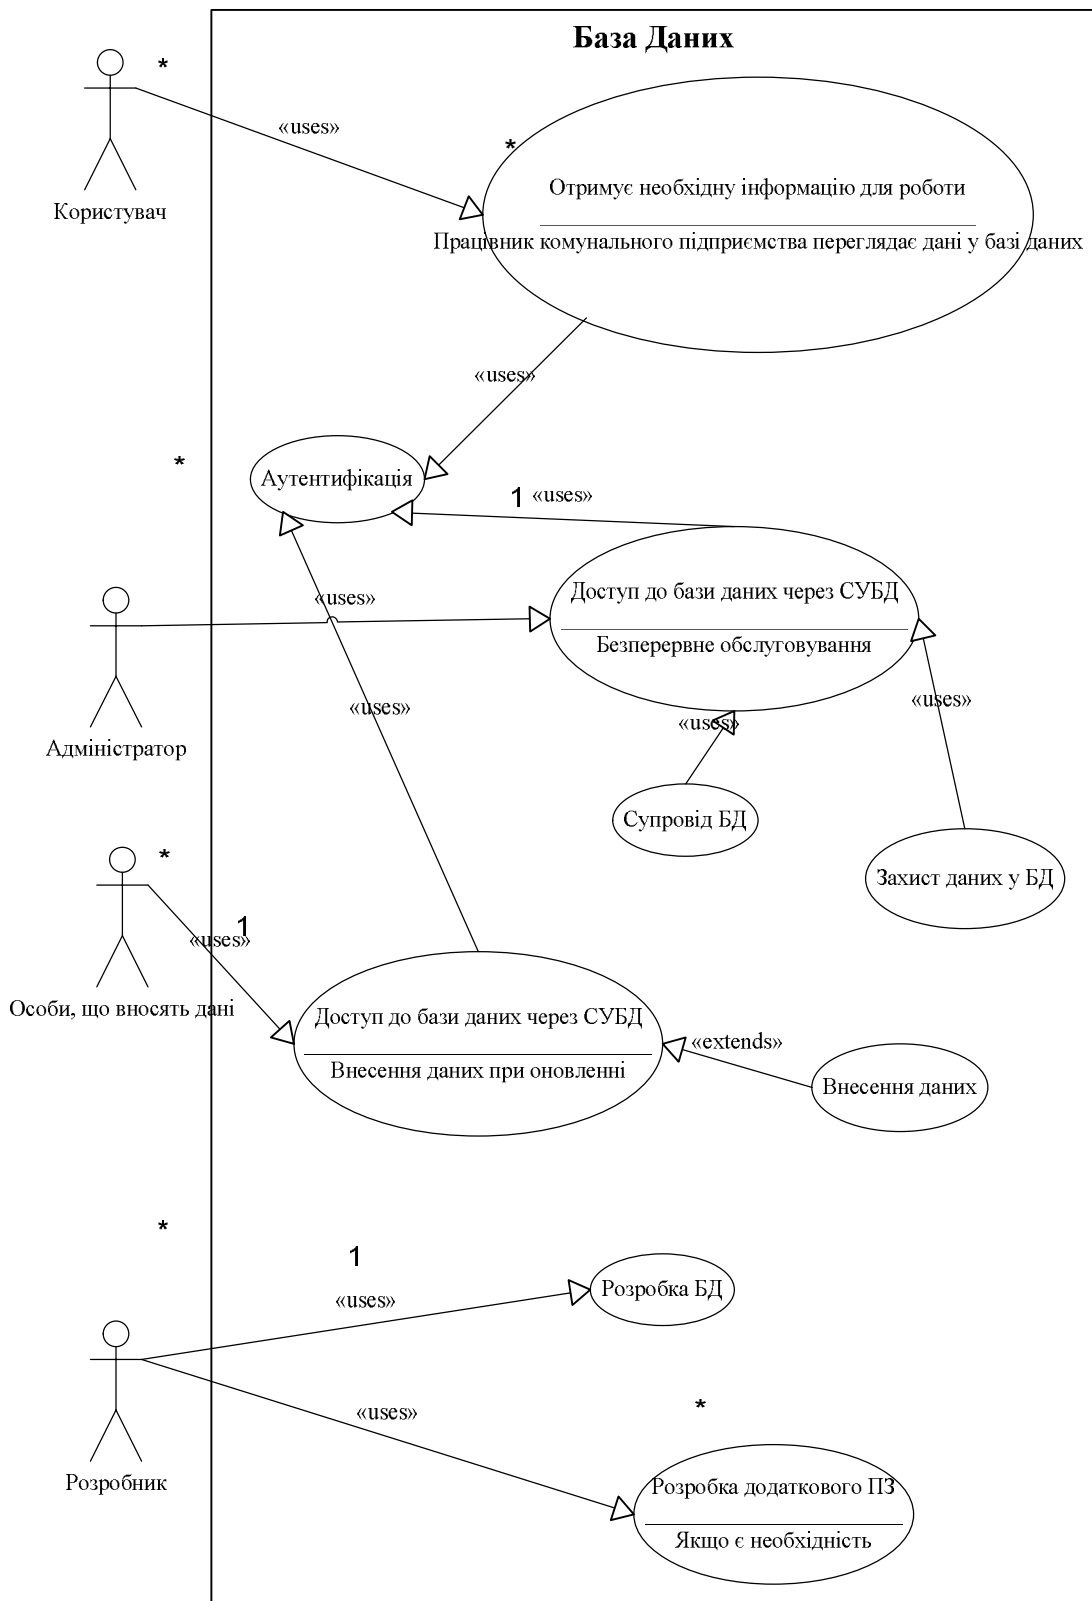 База Даних
*
«uses»
*
Отримує необхідну інформацію для роботи
Працівник комунального підприємства переглядає дані у базі даних
Користувач
«uses»
*
Аутентифікація
1
«uses»
Доступ до бази даних через СУБД
Безперервне обслуговування
«uses»
Адміністратор
«uses»
«uses»
«uses»
Супровід БД
Захист даних у БД
*
1
«uses»
Особи, що вносять дані
Доступ до бази даних через СУБД
Внесення даних при оновленні
«extends»
Внесення даних
*
1
«uses»
Розробка БД
«uses»
*
Розробник
Розробка додаткового ПЗ
Якщо є необхідність